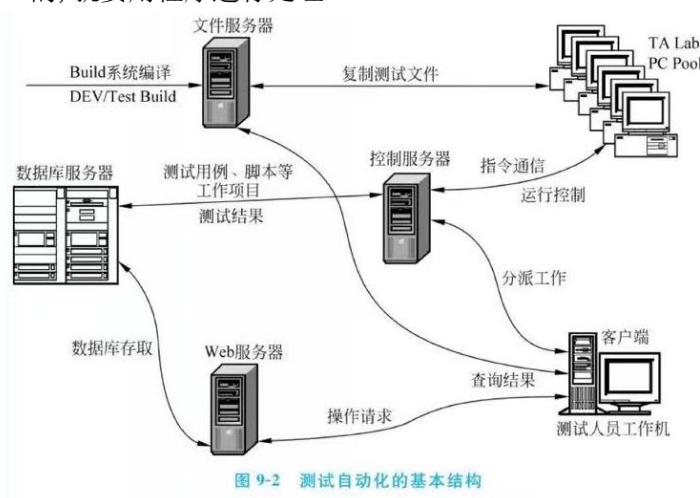 文件服务器
TA Lab
PC Pool
Build系统编译
DEV/Test Build
复制测试文件
控制服务器
指令通信
运行控制
数据库服务器
测试用例、脚本等
工作项目
测试结果
分派工作
数据库存取
Web服务器
客户端
查询结果
操作请求
测试人员工作机
图 9-2 测试自动化的基本结构